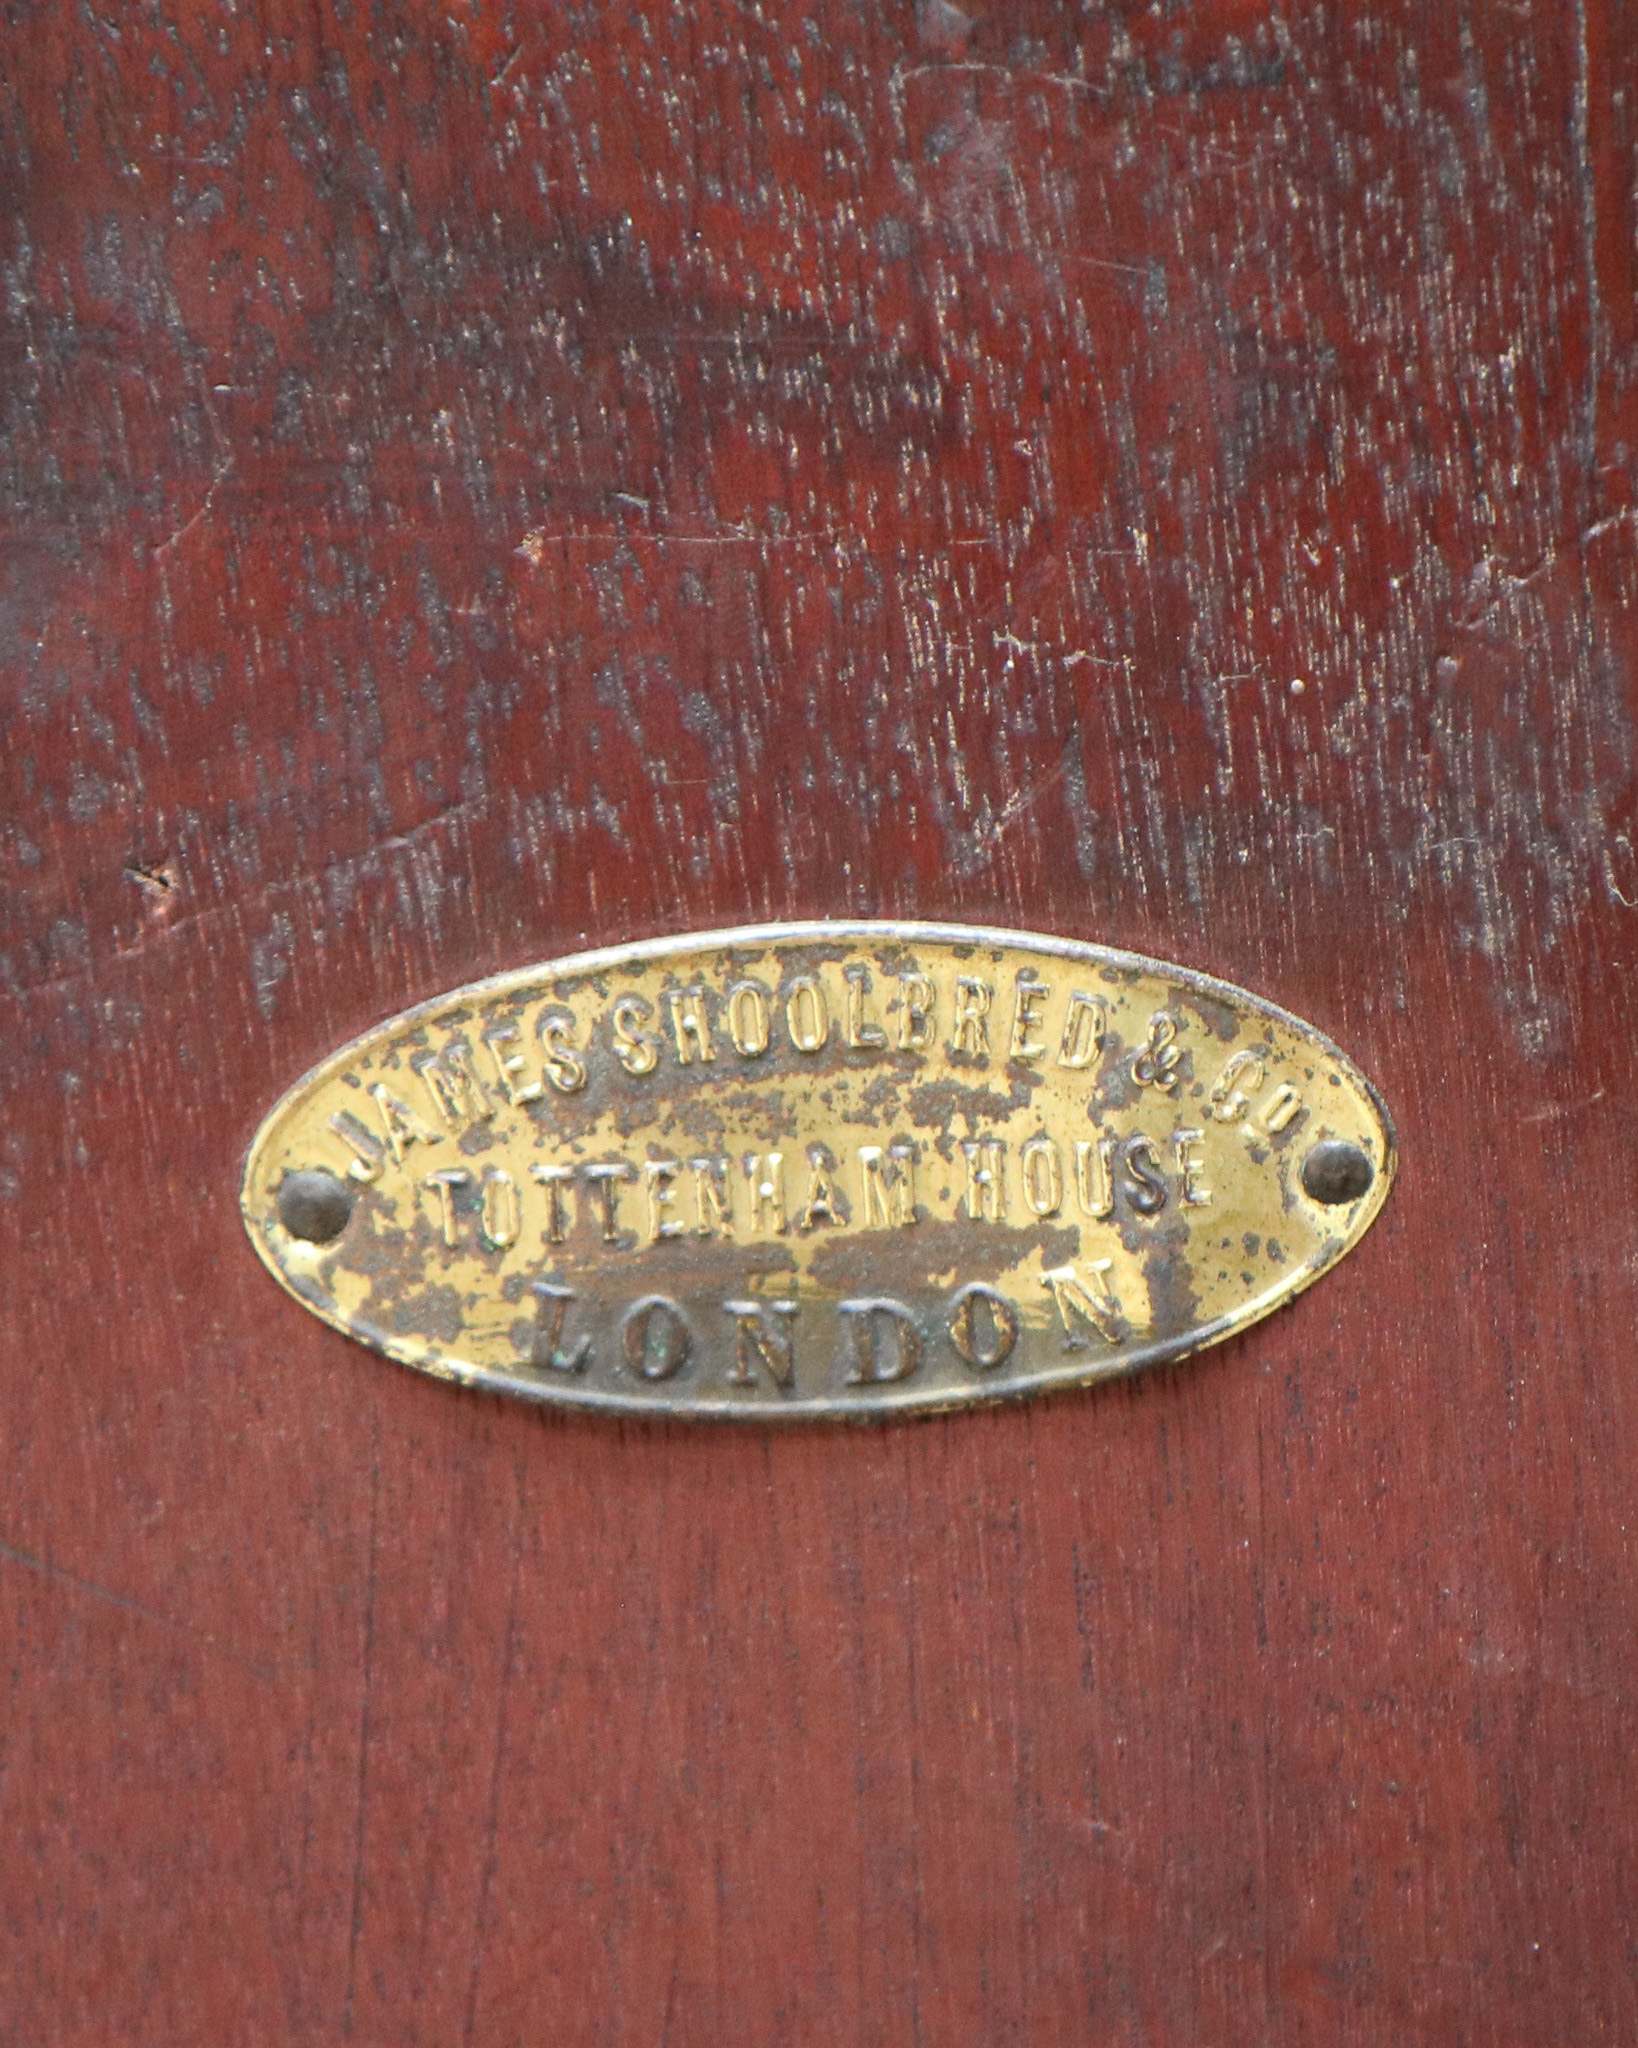 JAMES SHOOLBRED & Co
TOTTENHAM HOUSE
LONDON